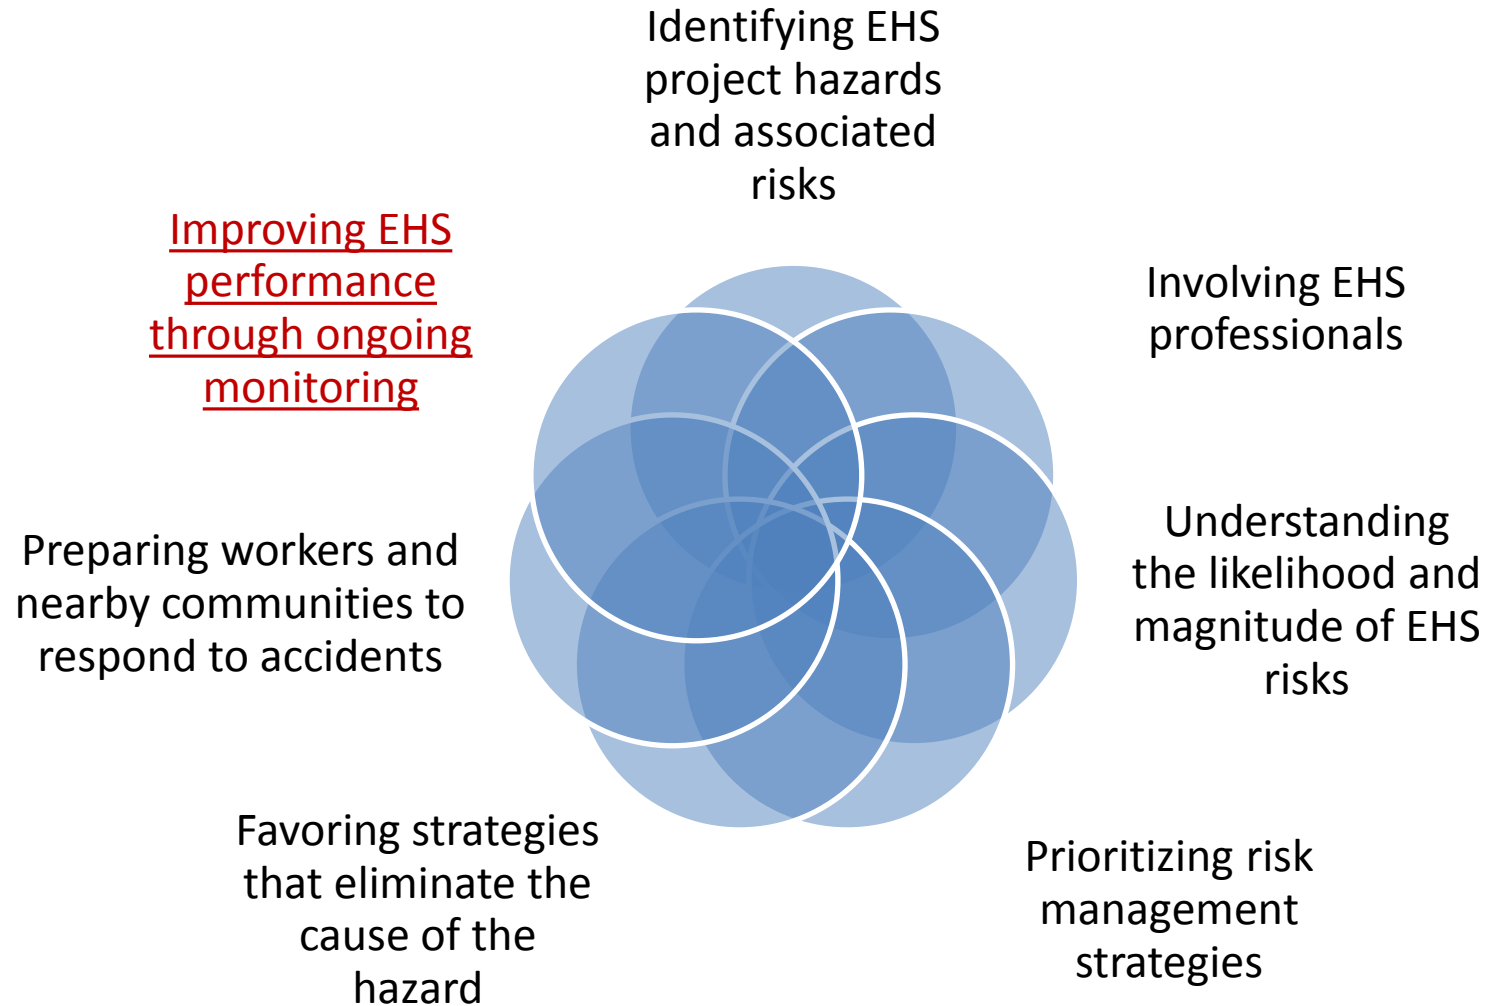 Identifying EHS
project hazards
and associated
risks
Involving EHS
professionals
Understanding
the likelihood and
magnitude of EHS
risks
Prioritizing risk
management
strategies
Favoring strategies
that eliminate the
cause of the
hazard
Preparing workers and
nearby communities to
respond to accidents
Improving EHS
performance
through ongoing
monitoring